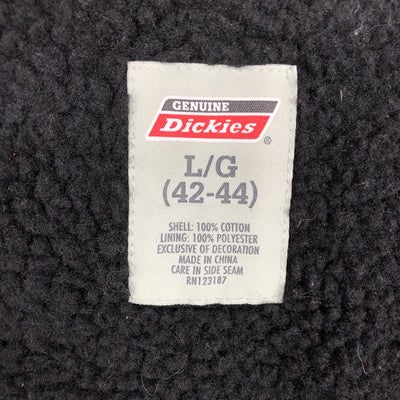 GENUINE
Dickies
®
L/G
(42-44)
SHELL: 100% COTTON
LINING: 100% POLYESTER
EXCLUSIVE OF DECORATION
MADE IN CHINA
CARE IN SIDE SEAM
RN123187